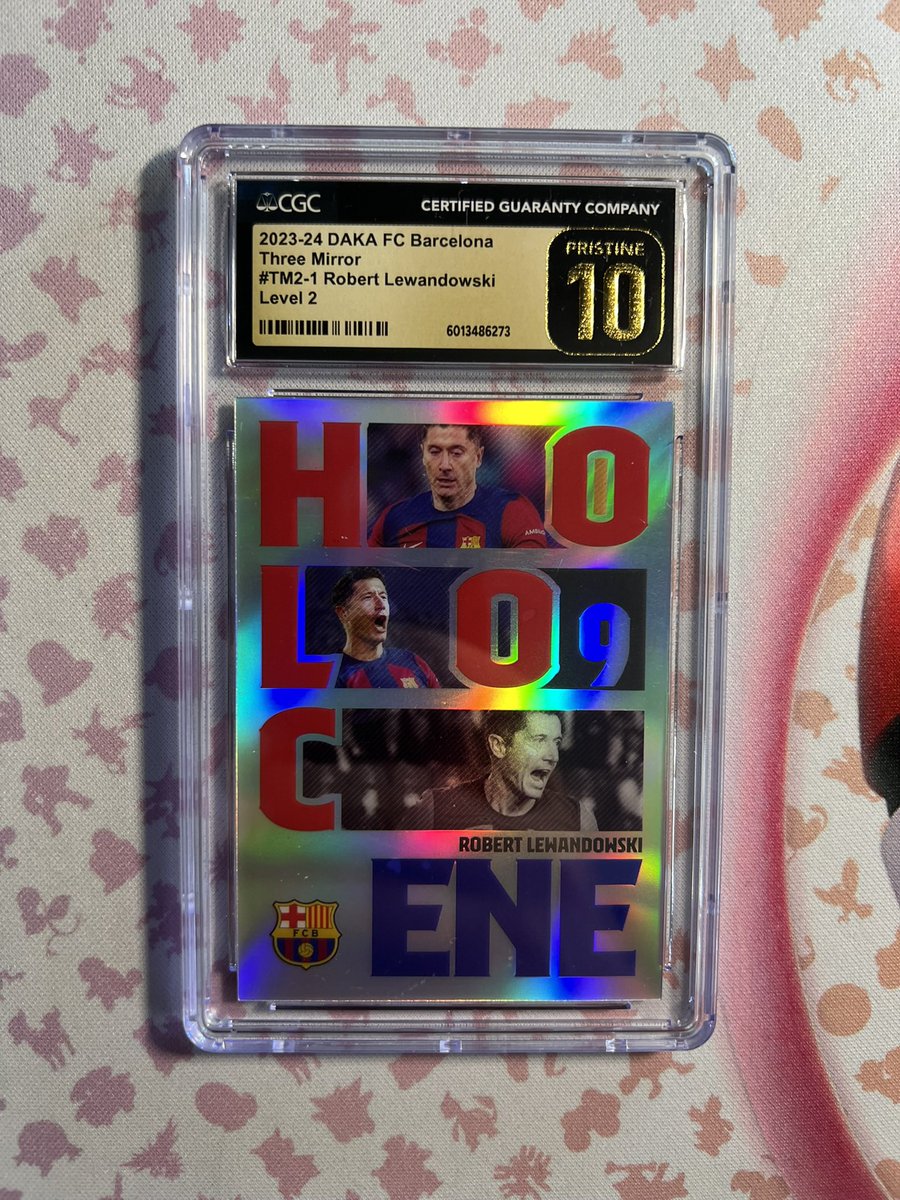 CGC CERTIFIED GUARANTY COMPANY
2023-24 DAKA FC Barcelona
Three Mirror
#TM2-1 Robert Lewandowski
Level 2
6013486273
PRISTINE
10
H O
AMBILI
L O 9
C
ROBERT LEWANDOWSKI
ENE
FCB